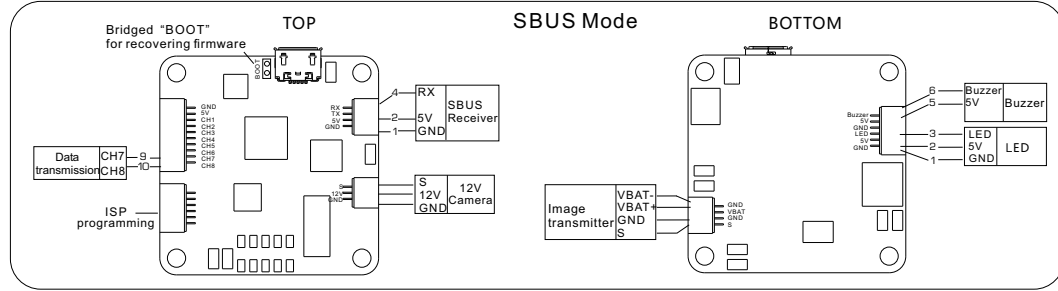 SBUS Mode
TOP
Bridged “BOOT”
for recovering firmware
BOOT
GND
5V
CH1
CH2
CH3
CH4
CH5
CH6
CH7
CH8
Data
transmission
CH7
CH8
9
10
ISP
programming
RX
TX
5V
GND
4
2
1
RX
5V
GND
SBUS
Receiver
S
12V
GND
S
12V
GND
12V
Camera
BOTTOM
Buzzer
5V
GND
LED
5V
GND
6
5
3
2
1
Buzzer
5V
Buzzer
LED
5V
GND
LED
Image
transmitter
VBAT-
VBAT+
GND
S
GND
VBAT
GND
S